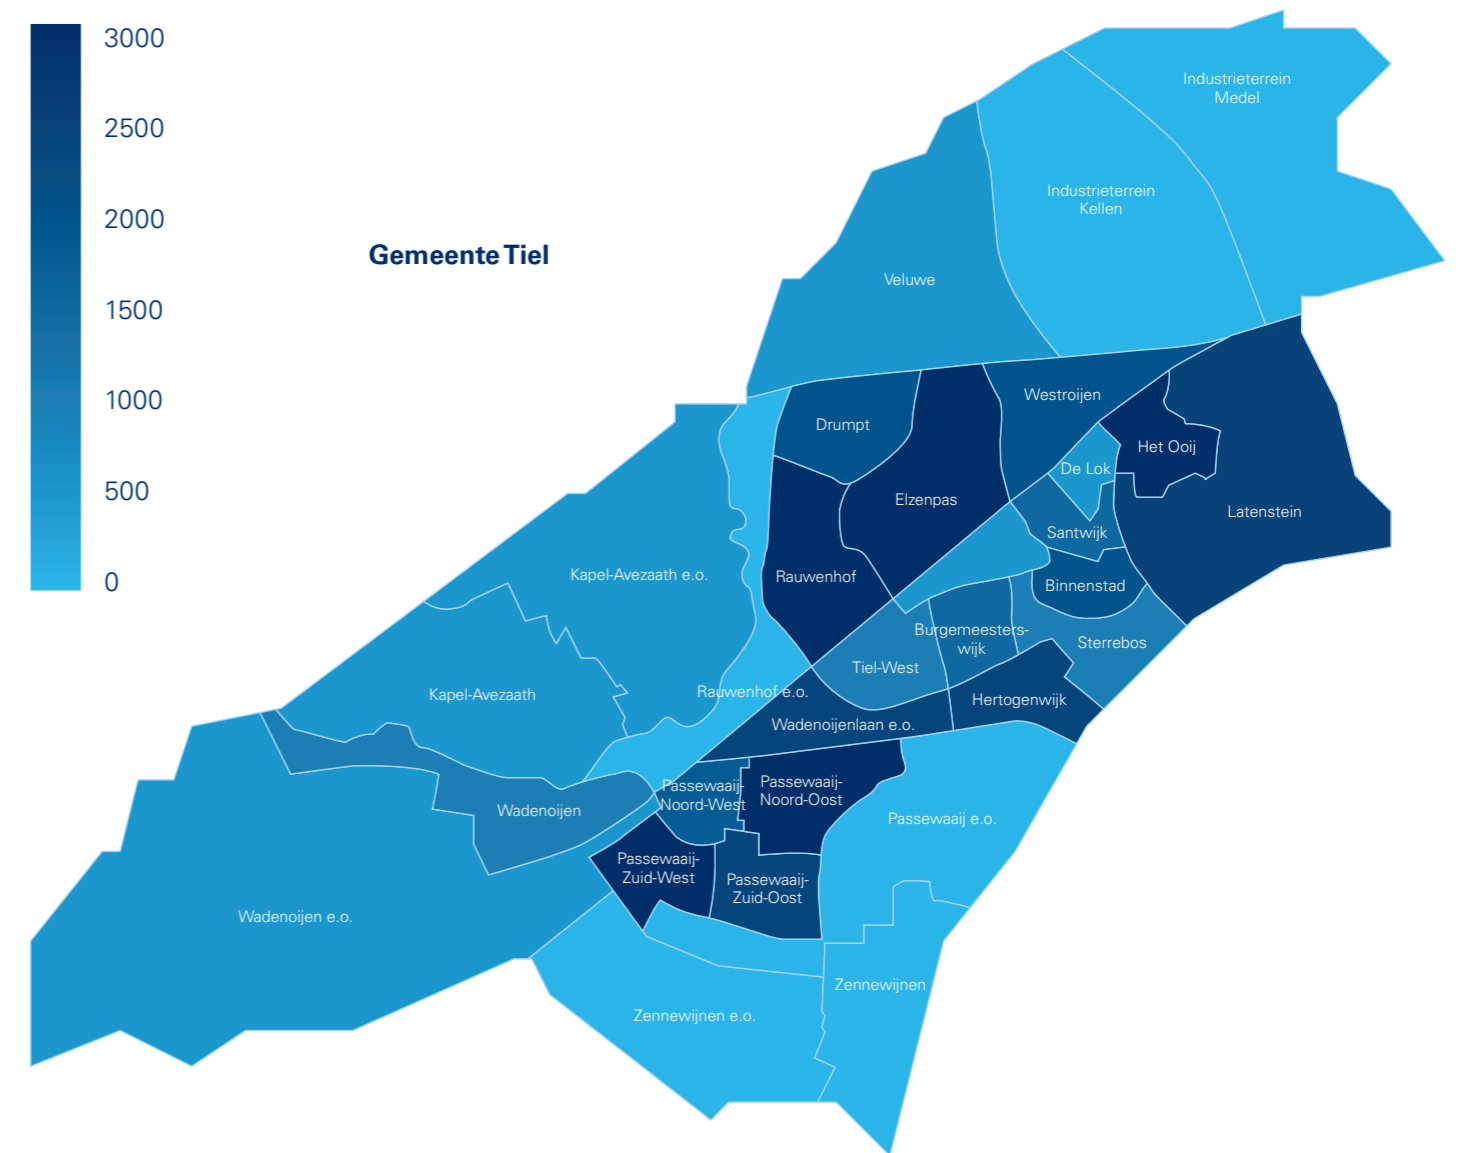 3000
2500
2000
1500
1000
500
0
Gemeente Tiel
Industrieterrein
Medel
Industrieterrein
Kellen
Veluwe
Westroijen
Drumpt
Het Ooij
De Lok
Elzenpas
Latenstein
Santwijk
Kapel-Avezaath e.o.
Rauwenhof
Binnenstad
Burgemeesters-
wijk
Sterrebos
Tiel-West
Kapel-Avezaath
Rauwenhof e.o.
Hertogenwijk
Wadenoijenlaan e.o.
Passewaaij-
Noord-West
Passewaaij-
Noord-Oost
Wadenoijen
Passewaaij e.o.
Passewaaij-
Zuid-West
Passewaaij-
Zuid-Oost
Wadenoijen e.o.
Zennewijnen
Zennewijnen e.o.